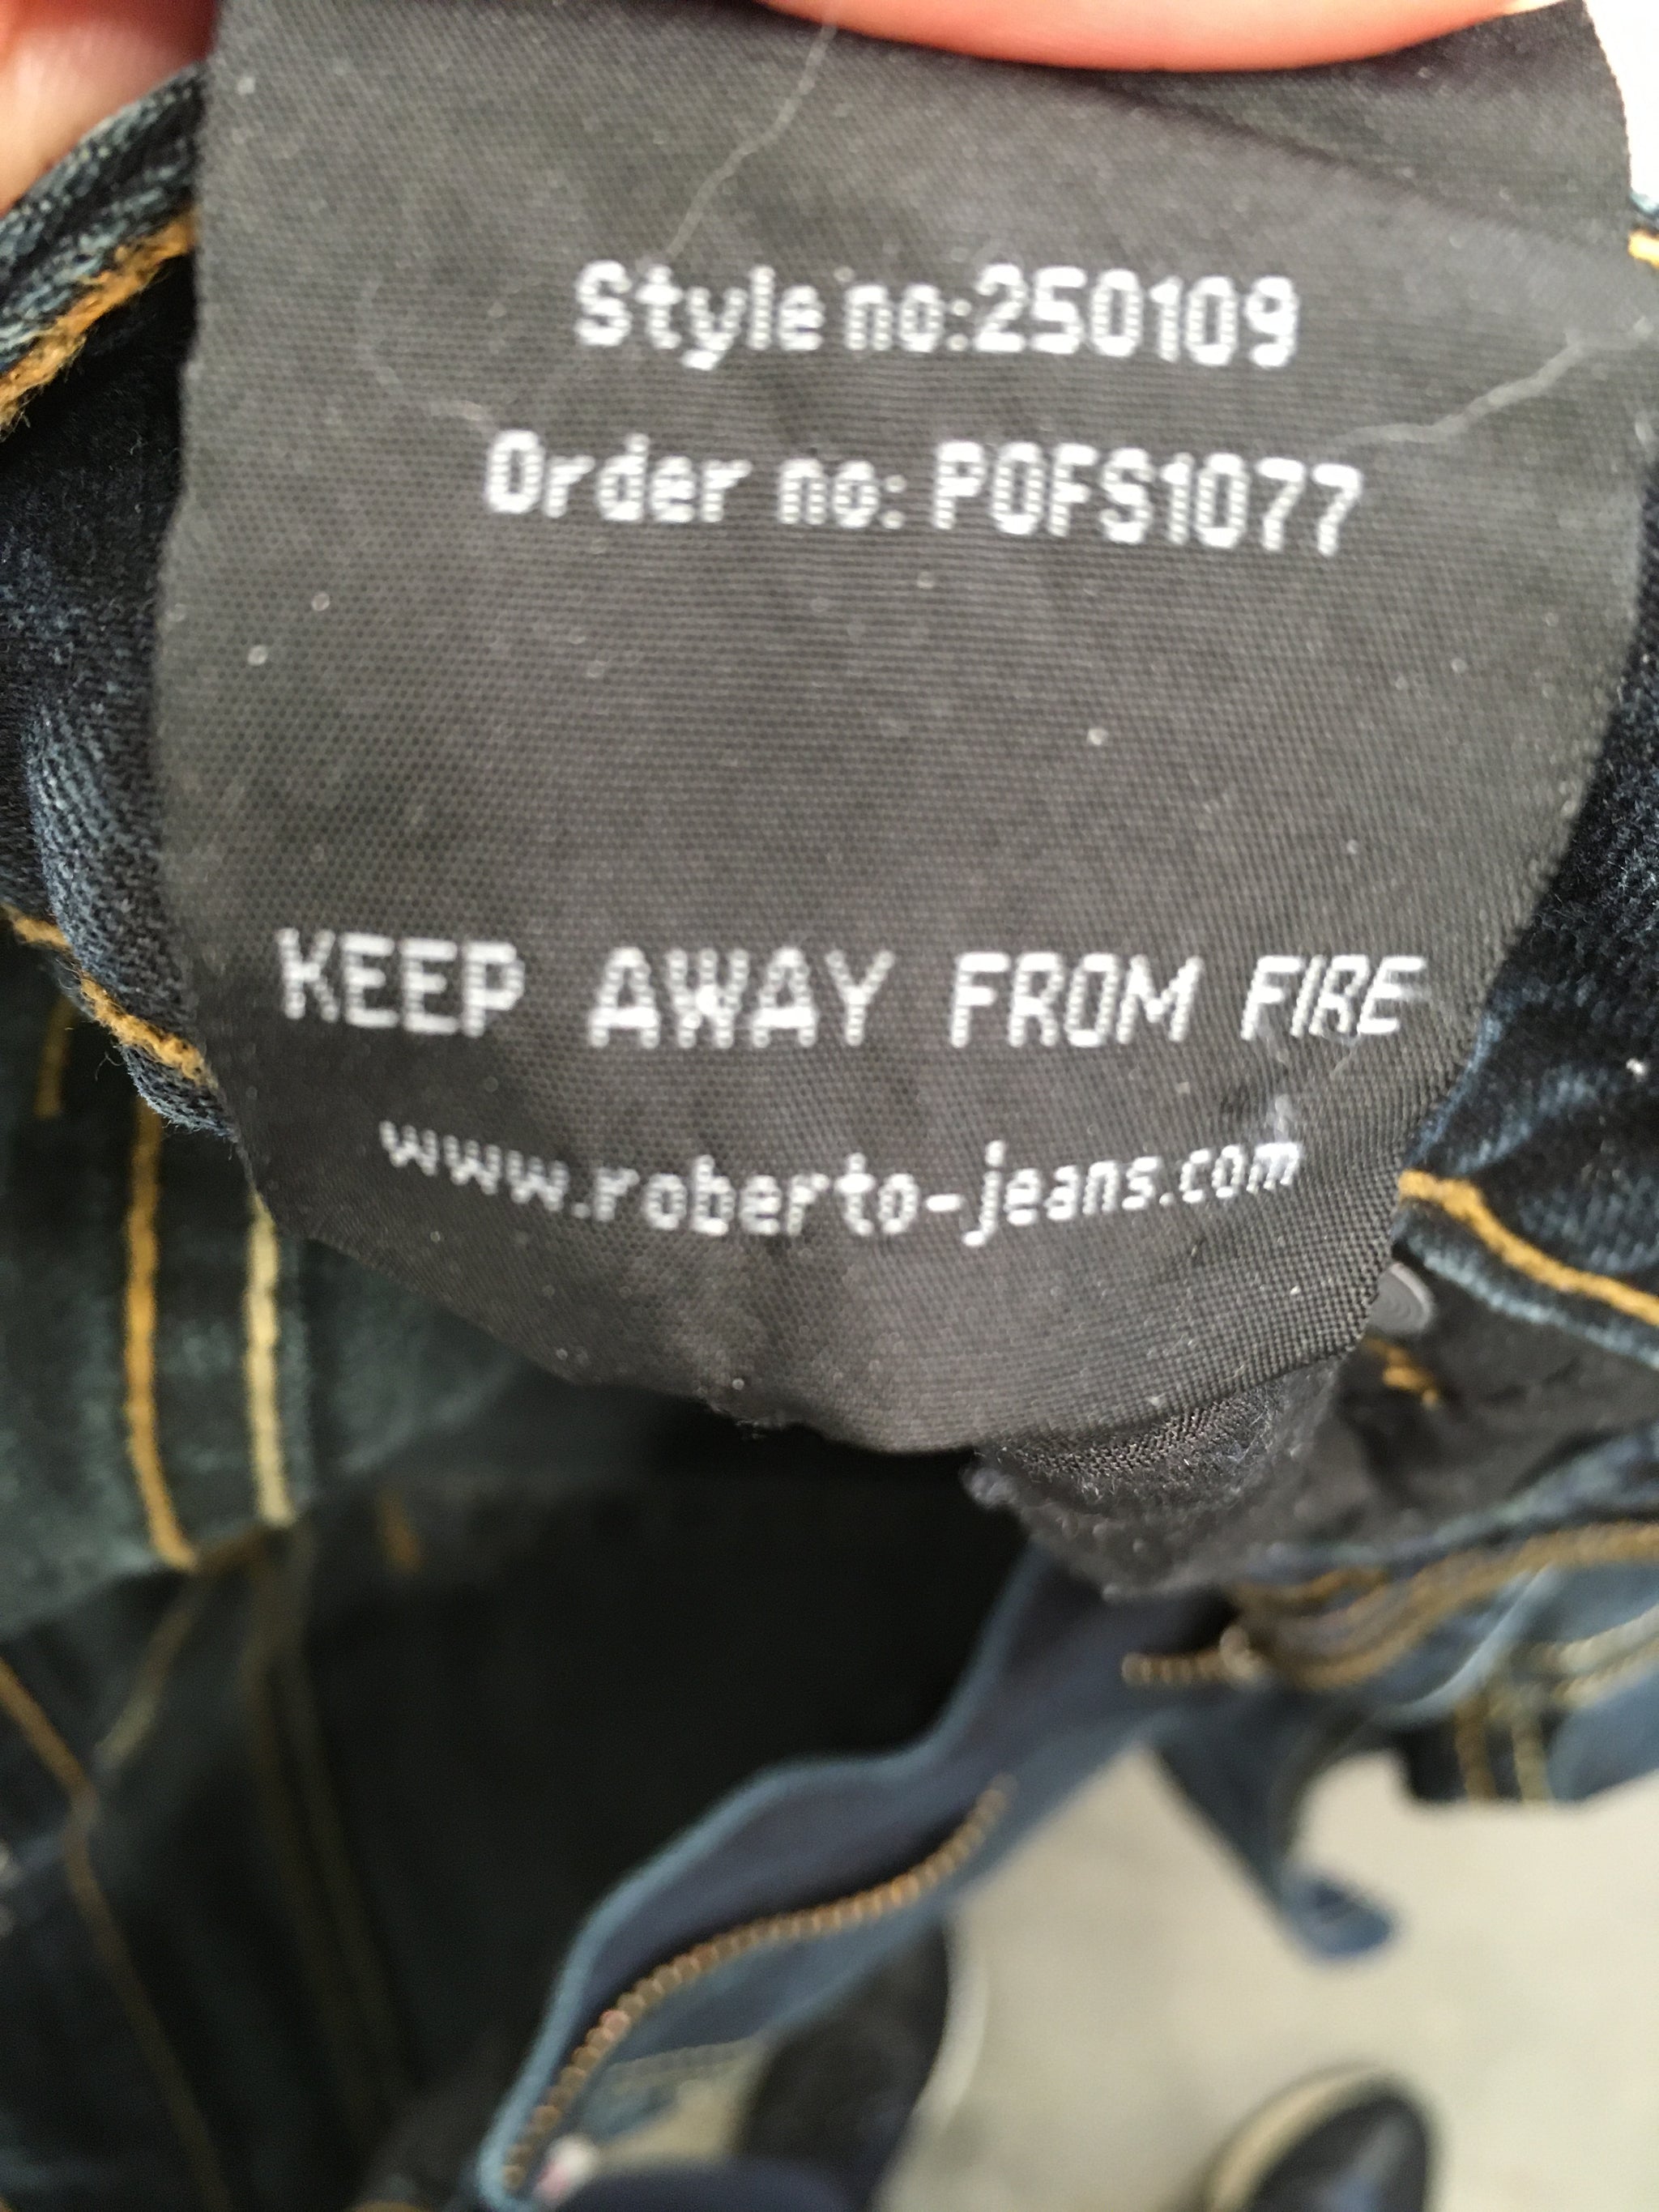 Style no:250109
Order no: POFS1077
KEEP AWAY FROM FIRE
www.roberto-jeans.com